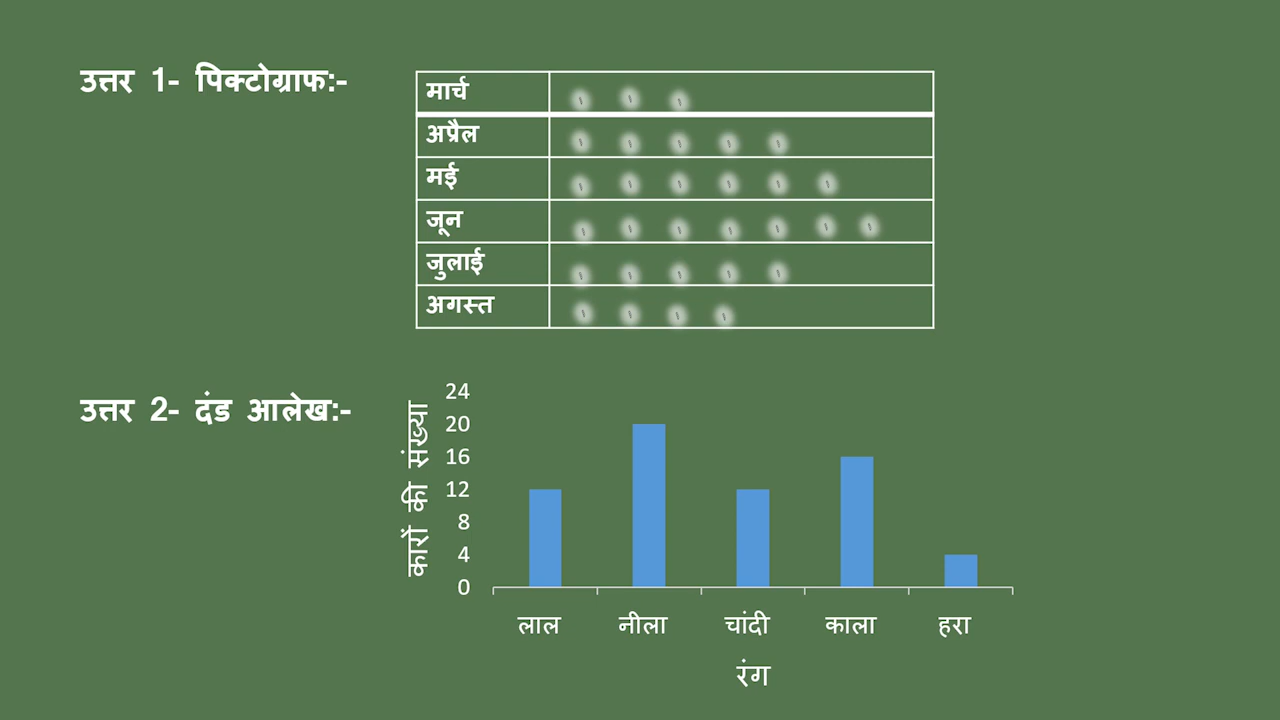 उत्तर 1- पिक्टोग्राफ:-
मार्च
अप्रैल
मई
जून
जुलाई
अगस्त
उत्तर 2- दंड आलेख:-
कारों की संख्या
24
20
16
12
8
4
0
लाल नीला चांदी काला हरा
रंग